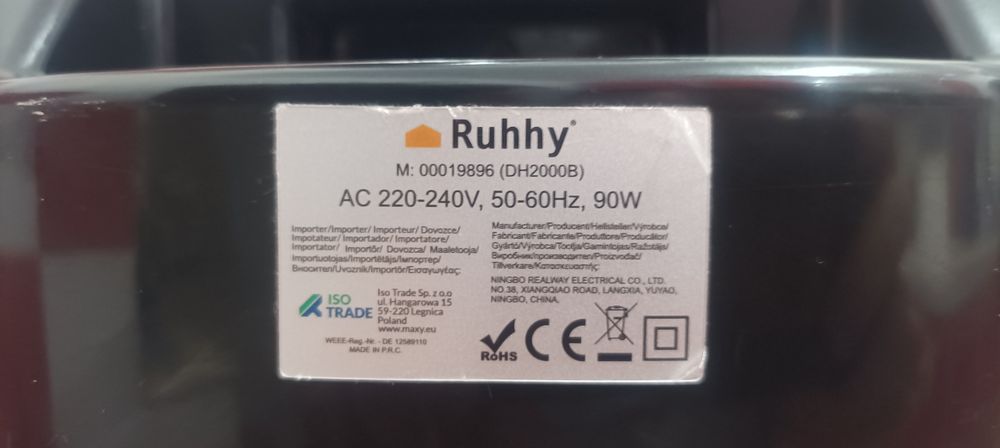 Ruhhy®
M: 00019896 (DH2000B)
AC 220-240V, 50-60Hz, 90W
Importer/Importer/Importeur/Dovozce/
Importateur/Importador/Importatore/
Importator/ Importőr/ Dovozca/ Maaletooja/
Importuotojas/Importētājs/Імпортер/
Вносител/Uvoznik/Importör/Εισαγωγέας:
ISO
TRADE
Iso Trade Sp. z o.o
ul. Hangarowa 15
59-220 Legnica
Poland
www.maxy.eu
WEEE-Reg.-Nr. - DE 12589110
MADE IN P.R.C.
Manufacturer/Producent/Hellsteller/Výrobce/
Fabricant/Fabricante/Produttore/Producător/
Gyártó/Výrobca/Tootja/Gamintojas/Ražotājs/
Виробник/производител/Proizvođač/
Tillverkare/Κατασκευαστής:
NINGBO REALWAY ELECTRICAL CO., LTD.
NO.38, XIANGQIAO ROAD, LANGXIA, YUYAO,
NINGBO, CHINA.
RoHS
CE